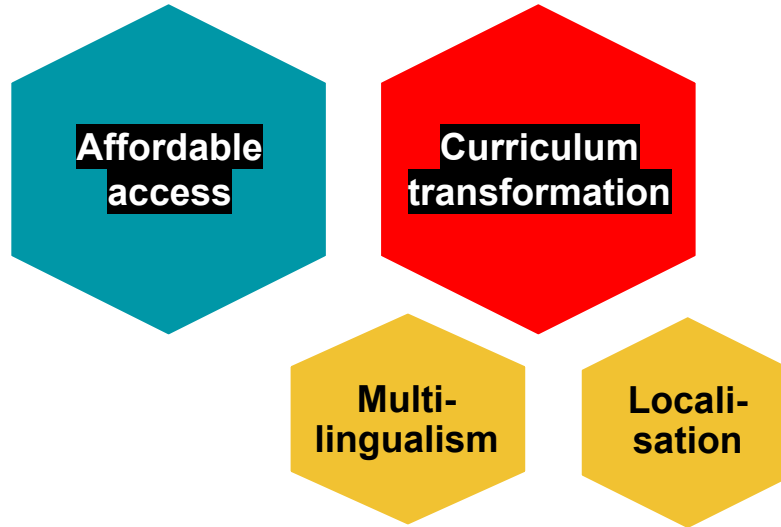 Affordable
access
Curriculum
transformation
Multi-
lingualism
Locali-
sation